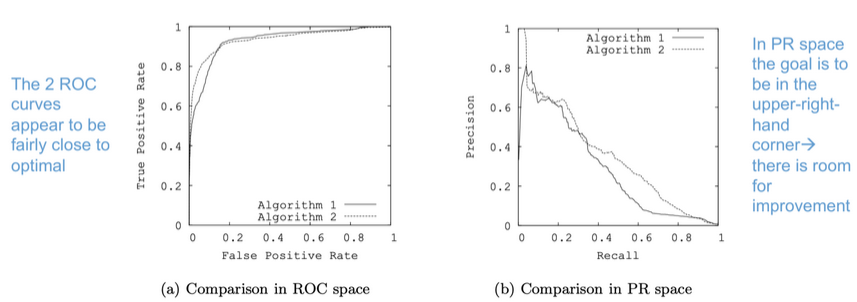 The 2 ROC
curves
appear to be
fairly close to
optimal
True Positive Rate
1
0.8
0.6
0.4
0.2
0
Algorithm 1
Algorithm 2
0 0.2 0.4 0.6 0.8 1
False Positive Rate
(a) Comparison in ROC space
Precision
1
0.8
0.6
0.4
0.2
0
Algorithm 1
Algorithm 2
0 0.2 0.4 0.6 0.8 1
Recall
(b) Comparison in PR space
In PR space
the goal is to
be in the
upper-right-
hand
corner→
there is room
for
improvement